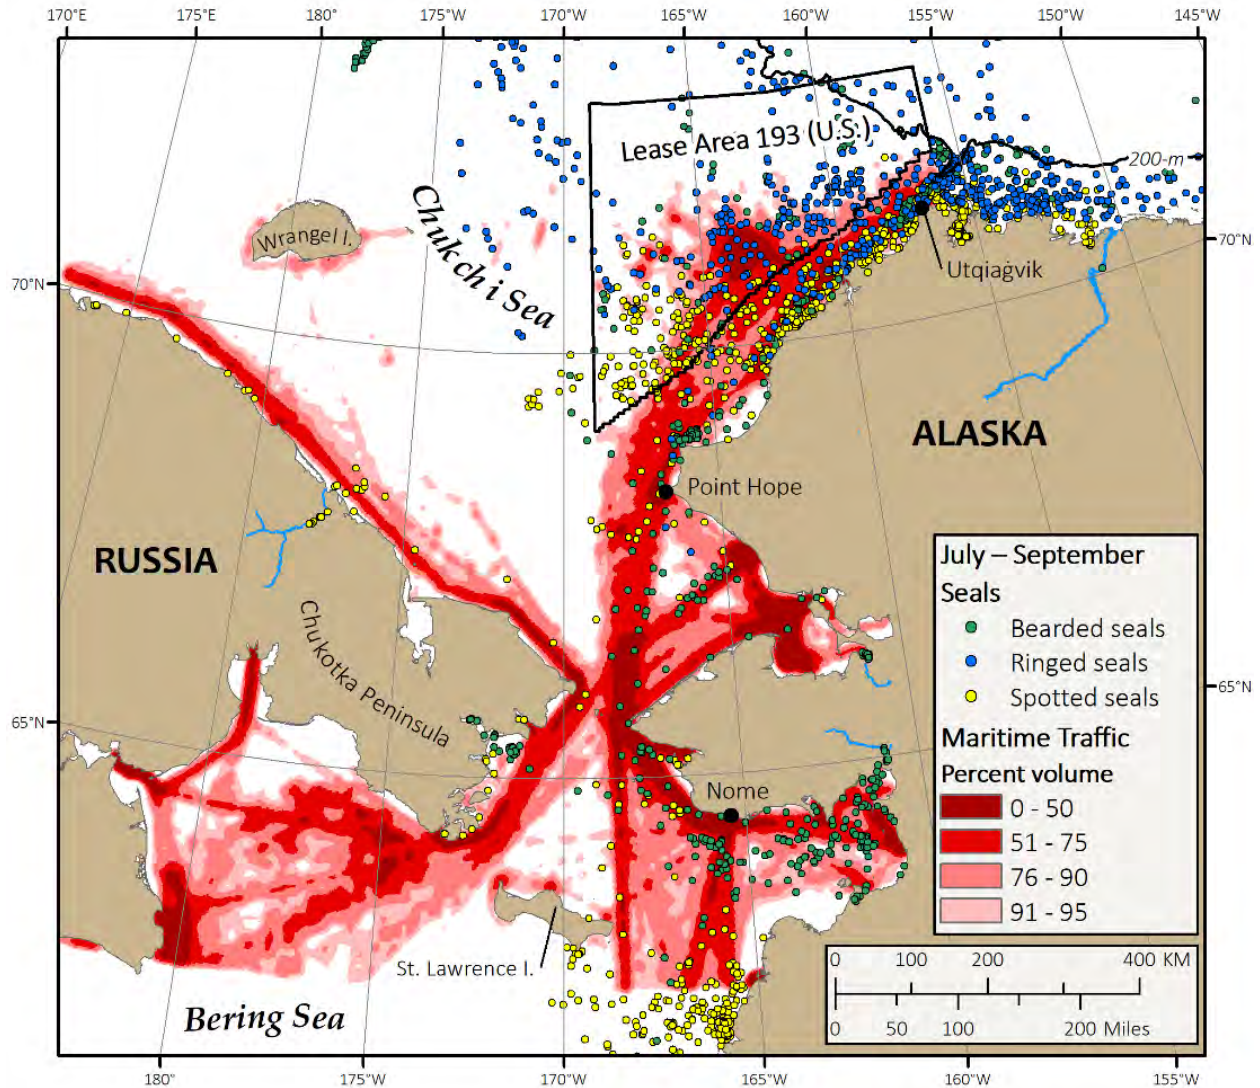 170°E
175°E
180°
175°W
170°W
165°W
160°W
155°W
150°W
145°W
Lease Area 193 (U.S.)
200-m
Chukchi Sea
Wrangel I.
70°N
70°N
Utqiaġvik
ALASKA
Point Hope
RUSSIA
Chukotka Peninsula
65°N
65°N
Nome
St. Lawrence I.
Bering Sea
July – September
Seals
Bearded seals
Ringed seals
Spotted seals
Maritime Traffic
Percent volume
0 - 50
51 - 75
76 - 90
91 - 95
0 100 200 400 KM
0 50 100 200 Miles
180°
175°W
170°W
165°W
160°W
155°W